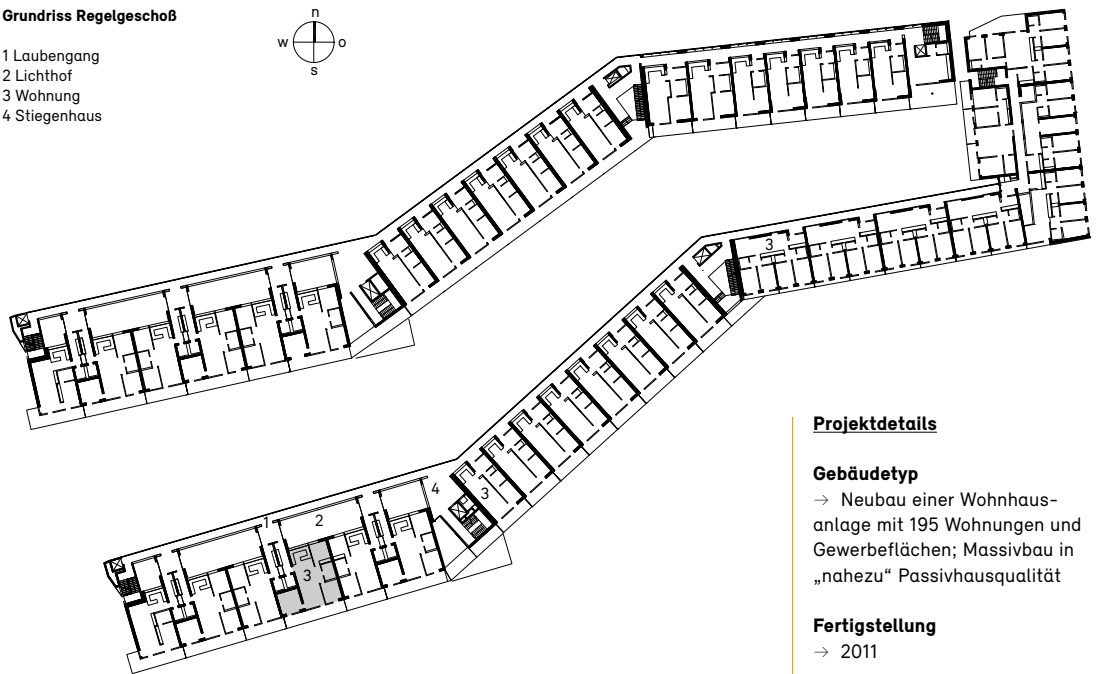 Grundriss Regelgeschoß
1 Laubengang
2 Lichthof
3 Wohnung
4 Stiegenhaus
n
w o
s
3
4
3
1
2
3
Projektdetails
Gebäudetyp
→ Neubau einer Wohnhaus-
anlage mit 195 Wohnungen und
Gewerbeflächen; Massivbau in
„nahezu“ Passivhausqualität
Fertigstellung
→ 2011